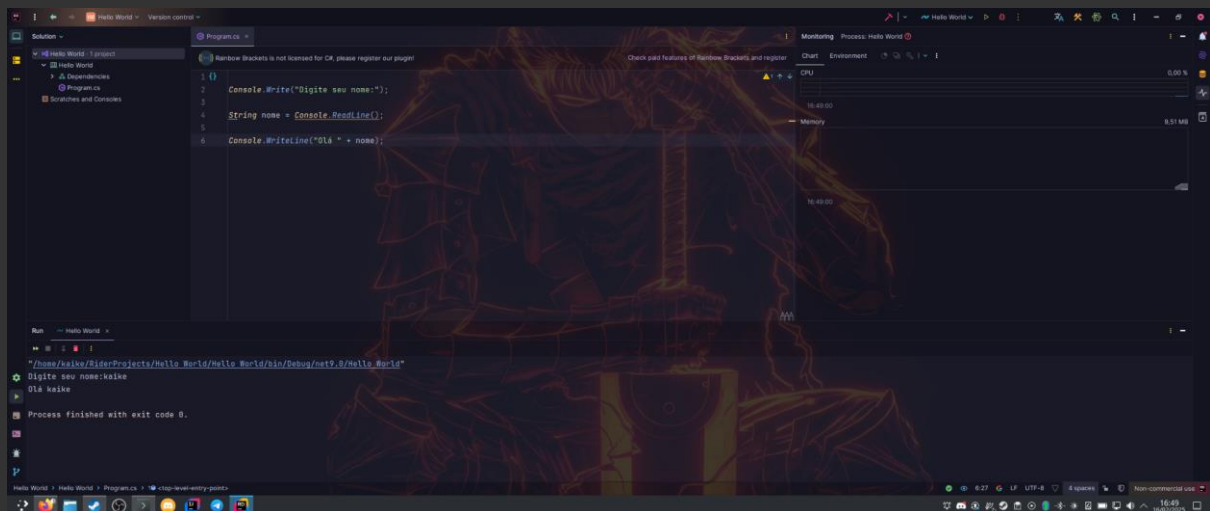 Hello World
Version control
Hello World
Solution
Program.cs
Monitoring Process: Hello World
Hello World · 1 project
Hello World
Dependencies
Program.cs
Scratches and Consoles
Rainbow Brackets is not licensed for C#, please register our plugin!
Check paid features of Rainbow Brackets and register
Chart Environment
CPU 0,00 %
16:49:00
Memory 9,51 MB
16:49:00
1 {}
1
2 Console.Write("Digite seu nome:");
3
4 String nome = Console.ReadLine();
5
6 Console.WriteLine("Olá " + nome);
Run Hello World
"/home/kaike/RiderProjects/Hello World/Hello World/bin/Debug/net9.0/Hello World"
Digite seu nome:kaike
Olá kaike
Process finished with exit code 0.
Hello World > Hello World > Program.cs > <top-level-entry-point>
6:27 LF UTF-8 4 spaces Non-commercial use
16:49